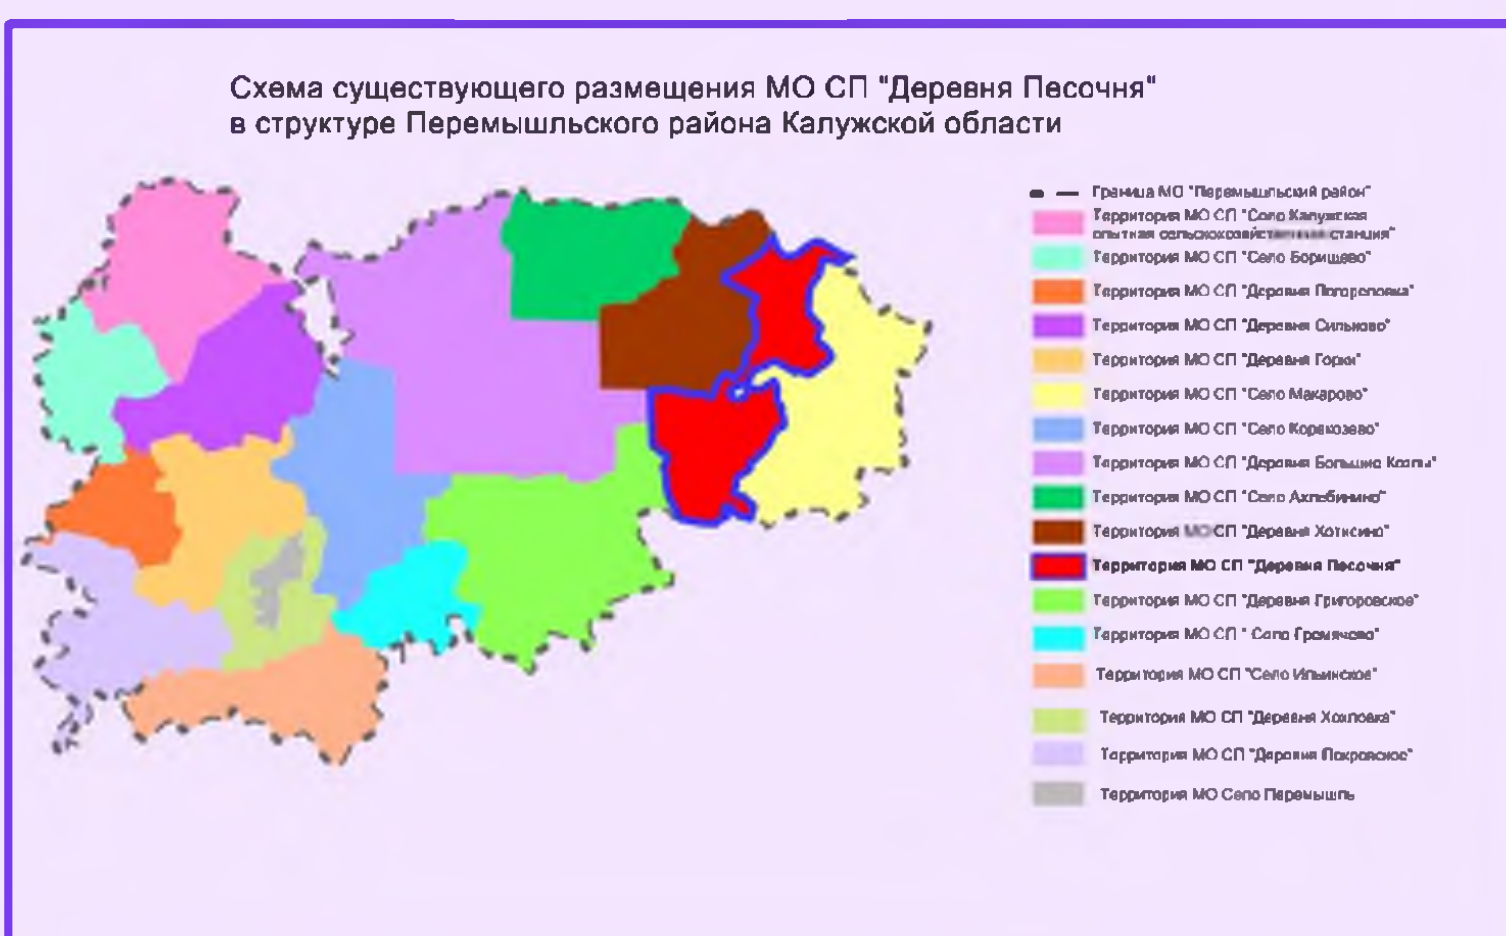 Схема существующего размещения МО СП "Деревня Песочня"
в структуре Перемышльского района Калужской области
Граница МО "Перемышльский район"
Территория МО СП "Село Калужская
опытная сельскохозяйственная станция"
Территория МО СП "Село Борищево"
Территория МО СП "Деревня Погореловка"
Территория МО СП "Деревня Сильково"
Территория МО СП "Деревня Горки"
Территория МО СП "Село Макарово"
Территория МО СП "Село Корекозево"
Территория МО СП "Деревня Большие Козлы"
Территория МО СП "Село Ахлебинино"
Территория МО СП "Деревня Хотисино"
Территория МО СП "Деревня Песочня"
Территория МО СП "Деревня Григоровское"
Территория МО СП " Село Гремячево"
Территория МО СП "Село Ильинское"
Территория МО СП "Деревня Хохловка"
Территория МО СП "Деревня Покровское"
Территория МО Село Перемышль